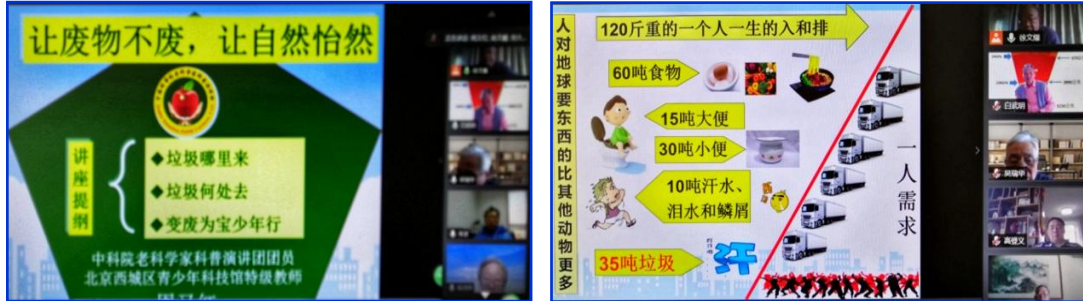 让废物不废，让自然怡然
讲座提纲
◆垃圾哪里来
◆垃圾何处去
◆变废为宝少年行
中科院老科学家科普演讲团团员
北京西城区青少年科技馆特级教师
人对地球要东西的比其他动物更多
120斤重的一个人一生的入和排
60吨食物
15吨大便
30吨小便
10吨汗水、
泪水和鳞屑
35吨垃圾
汗
一人需求
白武明